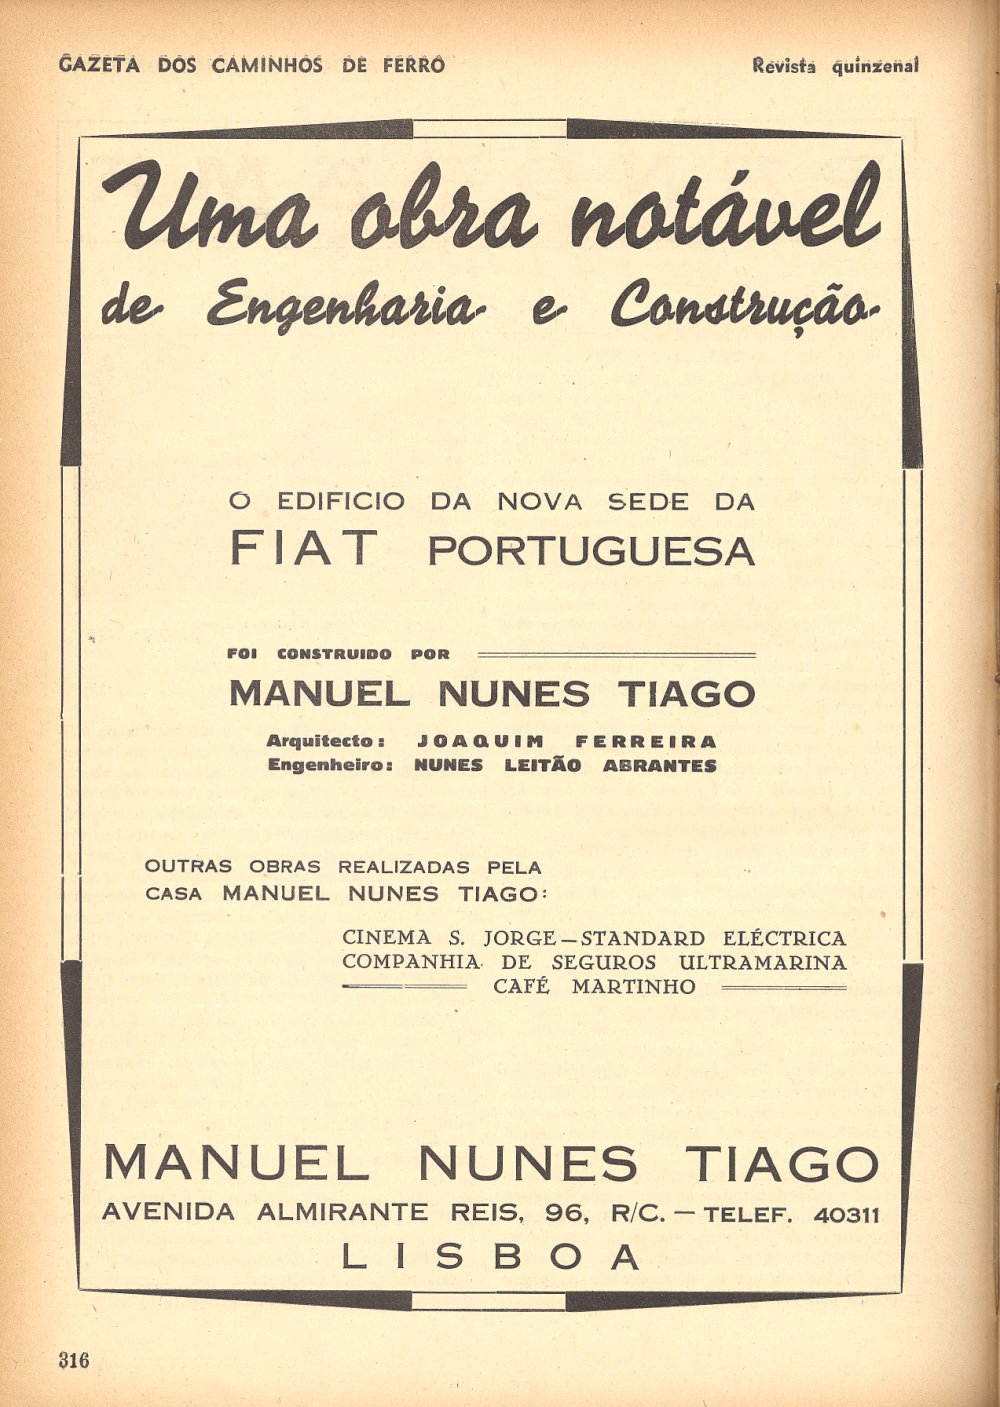 GAZETA DOS CAMINHOS DE FERRO
Revista quinzenal
Uma obra notável
de Engenharia e Construção
O EDIFICIO DA NOVA SEDE DA
FIAT PORTUGUESA
FOI CONSTRUIDO POR
MANUEL NUNES TIAGO
Arquitecto: JOAQUIM FERREIRA
Engenheiro: NUNES LEITÃO ABRANTES
OUTRAS OBRAS REALIZADAS PELA
CASA MANUEL NUNES TIAGO:
CINEMA S. JORGE — STANDARD ELÉCTRICA
COMPANHIA DE SEGUROS ULTRAMARINA
CAFÉ MARTINHO
MANUEL NUNES TIAGO
AVENIDA ALMIRANTE REIS, 96, R/C. — TELEF. 40311
LISBOA
316